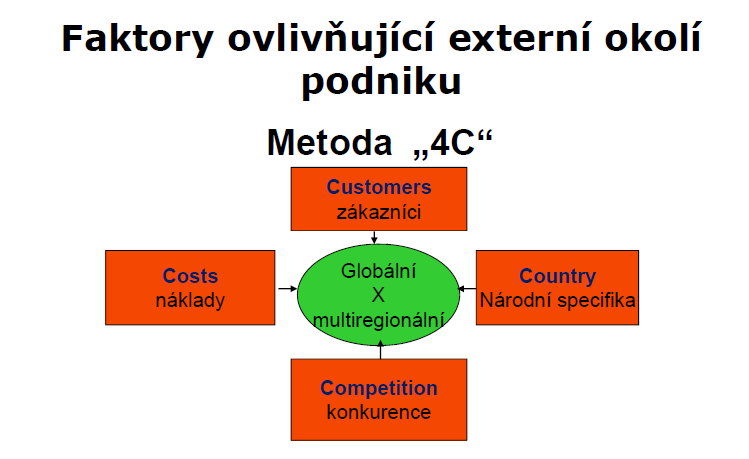 Faktory ovlivňující externí okolí
podniku
Metoda „4C“
Customers
zákazníci
Costs
náklady
Globální
X
multiregionální
Country
Národní specifika
Competition
konkurence